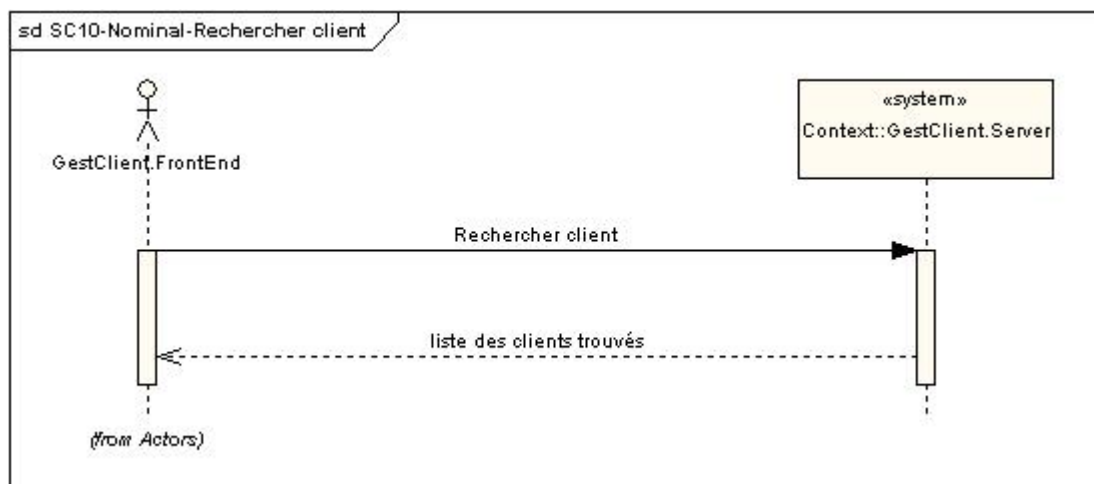 sd SC10-Nominal-Rechercher client
«system»
Context::GestClient.Server
GestClient.FrontEnd
Rechercher client
liste des clients trouvés
(from Actors)